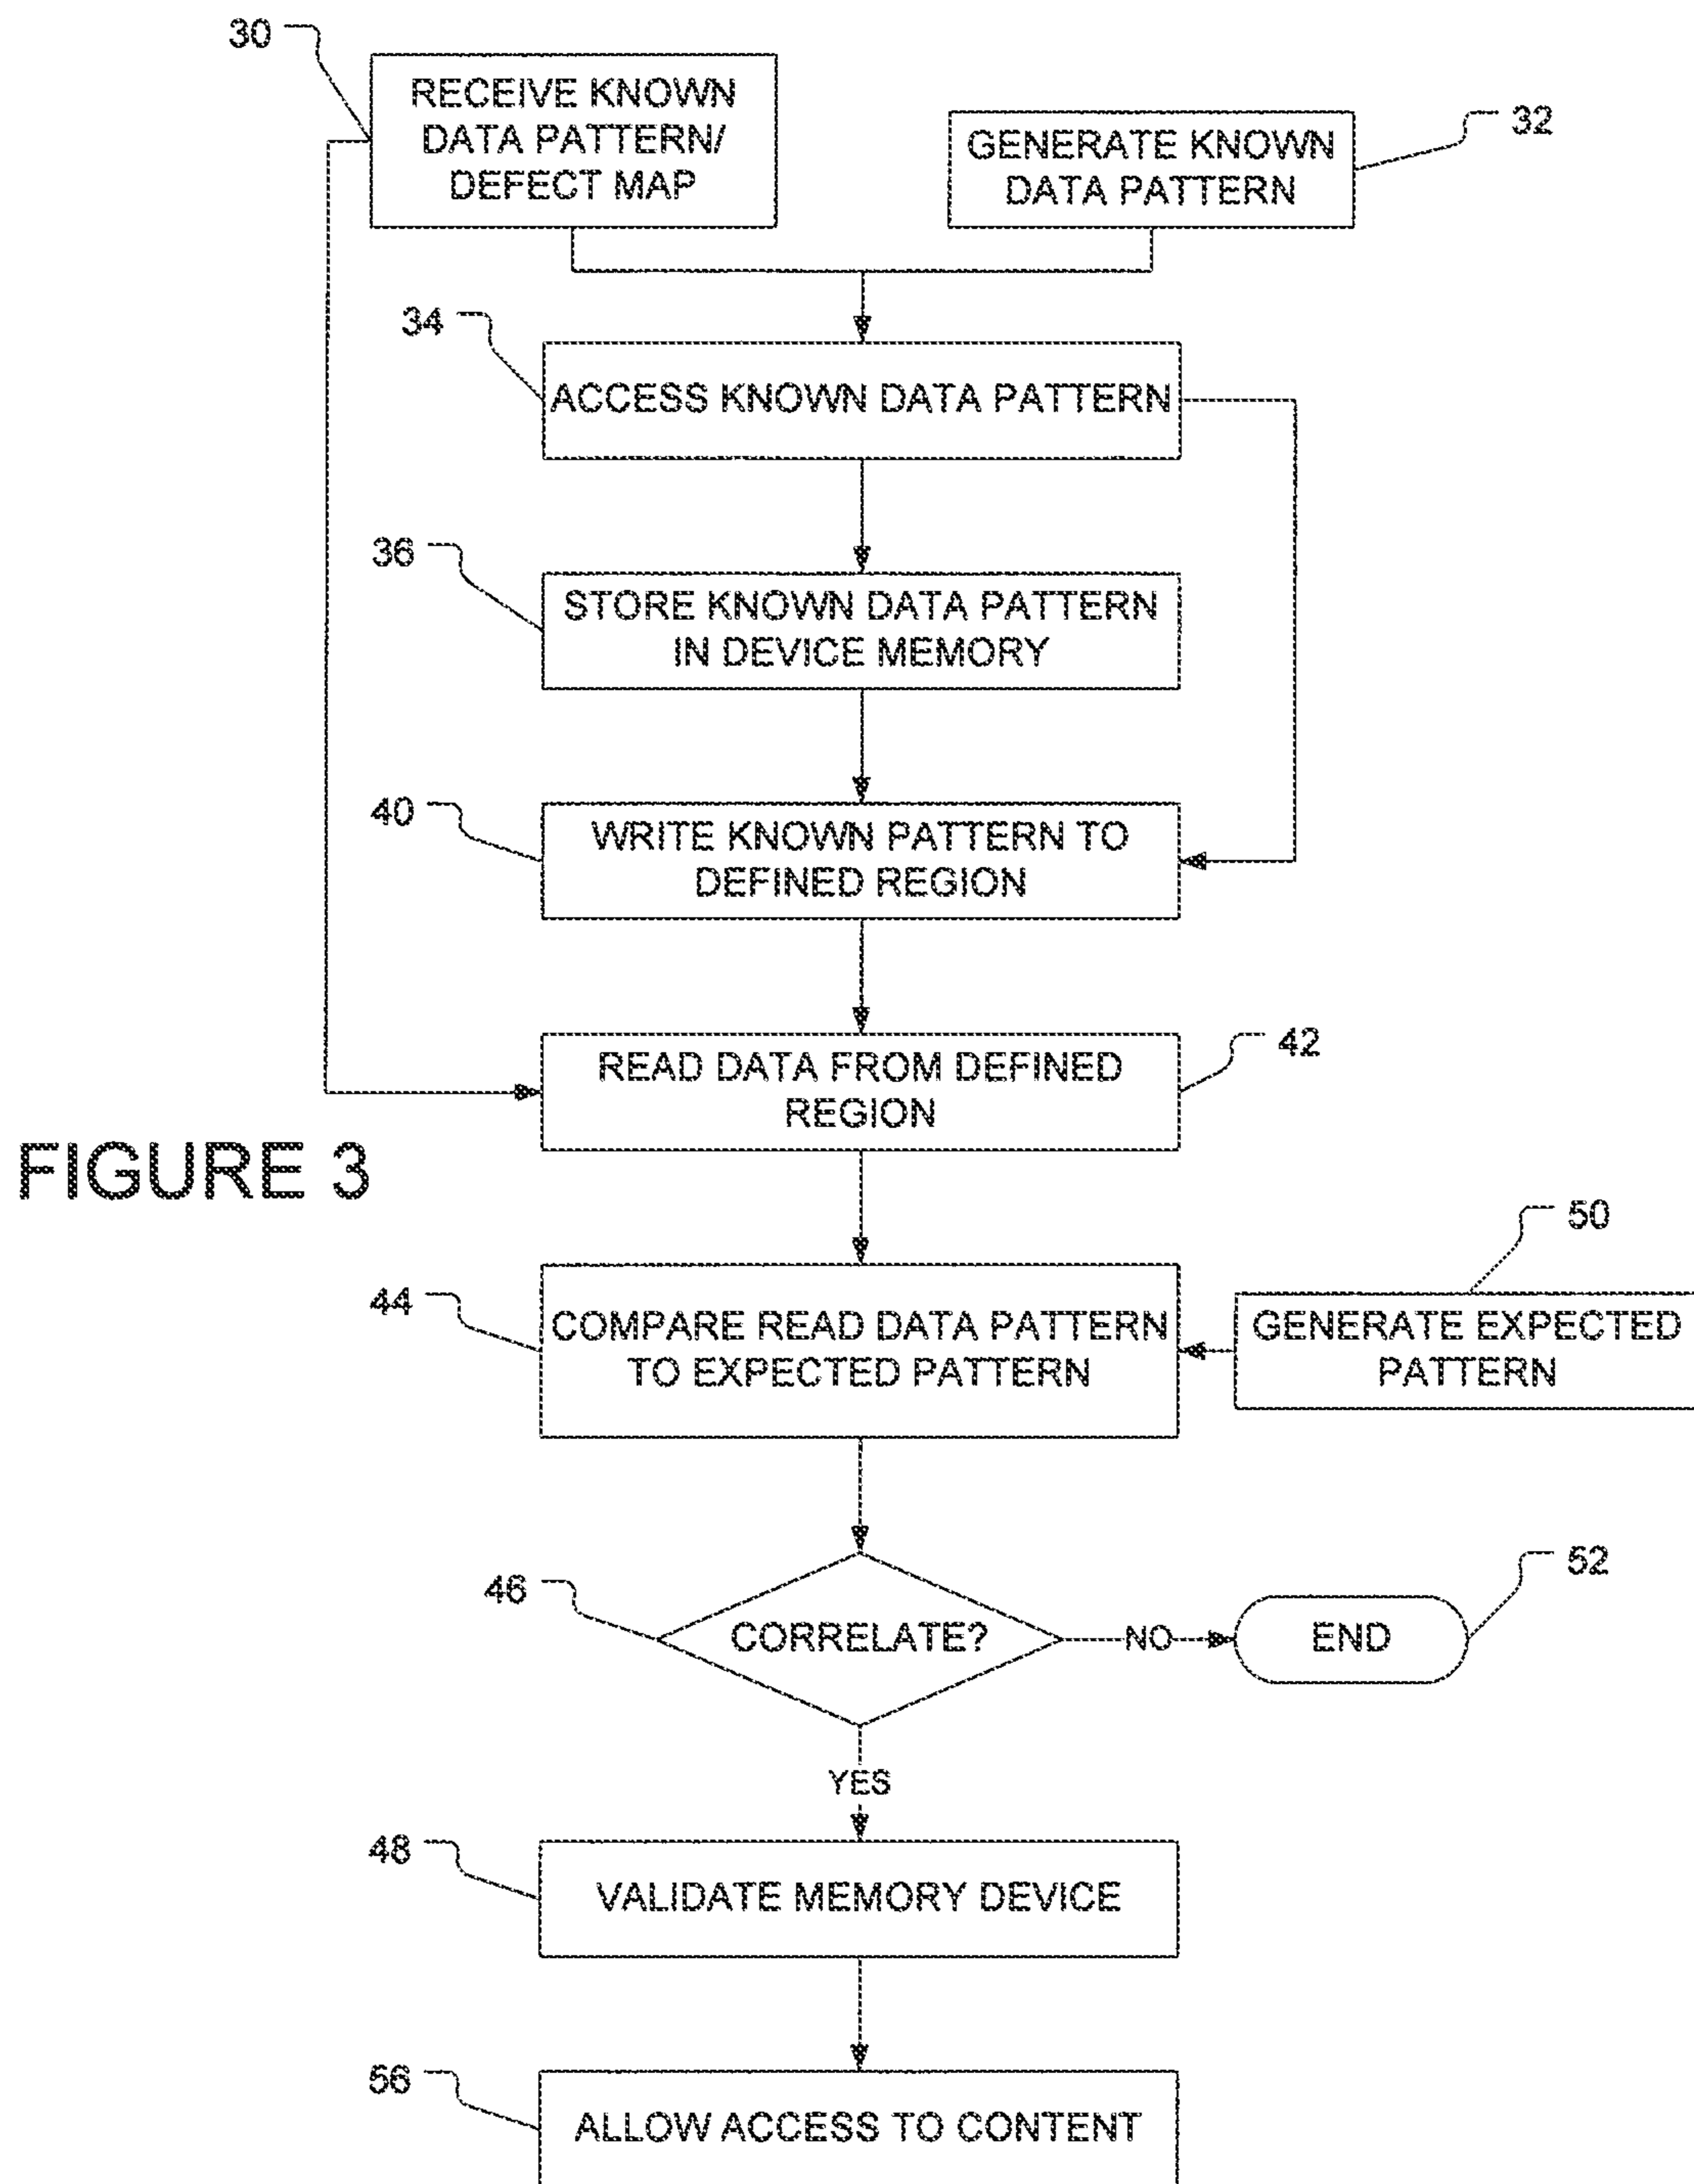 30
RECEIVE KNOWN
DATA PATTERN/
DEFECT MAP
32
GENERATE KNOWN
DATA PATTERN
34
ACCESS KNOWN DATA PATTERN
36
STORE KNOWN DATA PATTERN
IN DEVICE MEMORY
40
WRITE KNOWN PATTERN TO
DEFINED REGION
42
READ DATA FROM DEFINED
REGION
FIGURE 3
44
COMPARE READ DATA PATTERN
TO EXPECTED PATTERN
50
GENERATE EXPECTED
PATTERN
46
CORRELATE?
NO
52
END
YES
48
VALIDATE MEMORY DEVICE
56
ALLOW ACCESS TO CONTENT